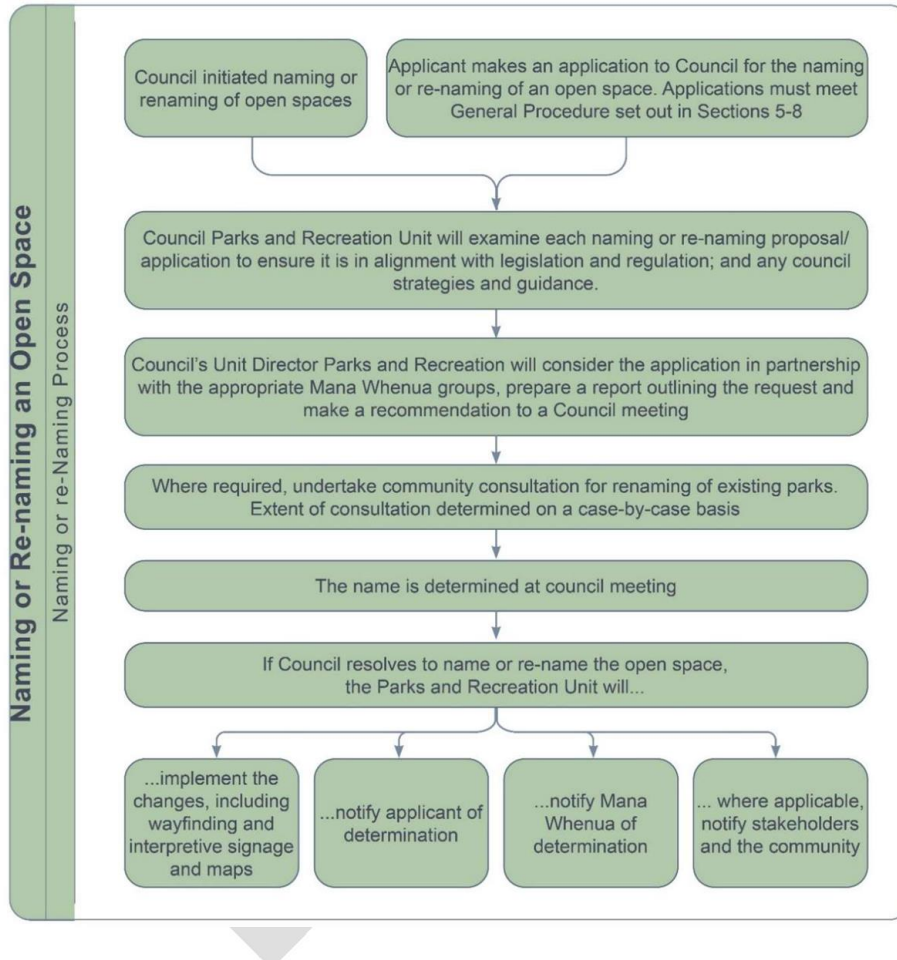 Naming or Re-naming an Open Space
Naming or re-Naming Process
Council initiated naming or
renaming of open spaces
Applicant makes an application to Council for the naming
or re-naming of an open space. Applications must meet
General Procedure set out in Sections 5-8
Council Parks and Recreation Unit will examine each naming or re-naming proposal/
application to ensure it is in alignment with legislation and regulation; and any council
strategies and guidance.
Council's Unit Director Parks and Recreation will consider the application in partnership
with the appropriate Mana Whenua groups, prepare a report outlining the request and
make a recommendation to a Council meeting
Where required, undertake community consultation for renaming of existing parks.
Extent of consultation determined on a case-by-case basis
The name is determined at council meeting
If Council resolves to name or re-name the open space,
the Parks and Recreation Unit will...
...implement the
changes, including
wayfinding and
interpretive signage
and maps
...notify applicant of
determination
...notify Mana
Whenua of
determination
... where applicable,
notify stakeholders
and the community